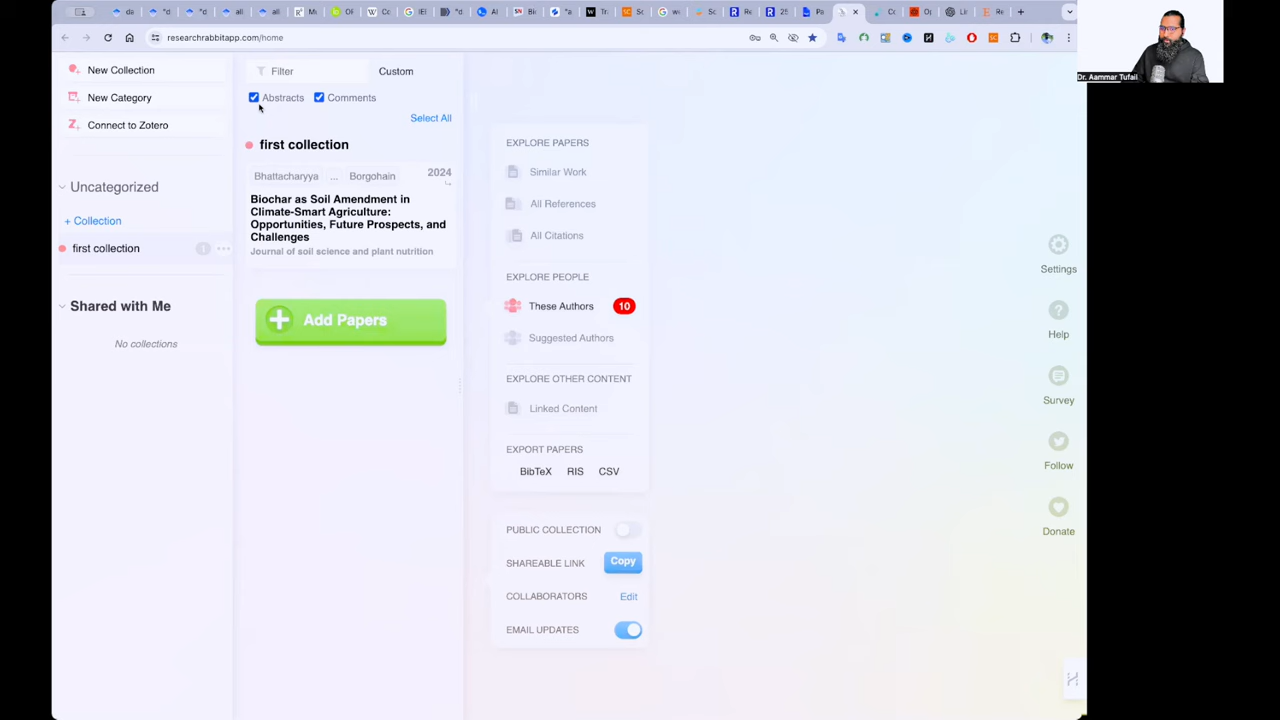 researchrabbitapp.com/home
Dr. Aammar Tufail
New Collection
New Category
Connect to Zotero
Uncategorized
+ Collection
first collection 1 ...
Shared with Me
No collections
Filter Custom
Abstracts Comments
Select All
first collection
Bhattacharyya ... Borgohain 2024
Biochar as Soil Amendment in
Climate-Smart Agriculture:
Opportunities, Future Prospects, and
Challenges
Journal of soil science and plant nutrition
Add Papers
EXPLORE PAPERS
Similar Work
All References
All Citations
EXPLORE PEOPLE
These Authors 10
Suggested Authors
EXPLORE OTHER CONTENT
Linked Content
EXPORT PAPERS
BibTeX RIS CSV
PUBLIC COLLECTION
SHAREABLE LINK Copy
COLLABORATORS Edit
EMAIL UPDATES
Settings
Help
Survey
Follow
Donate